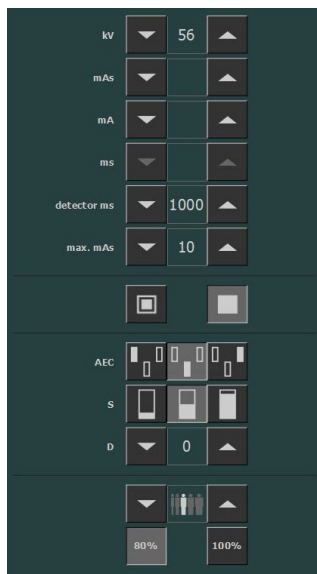 kV 56
mAs
mA
ms
detector ms 1000
max. mAs 10
AEC
S
D 0
80% 100%